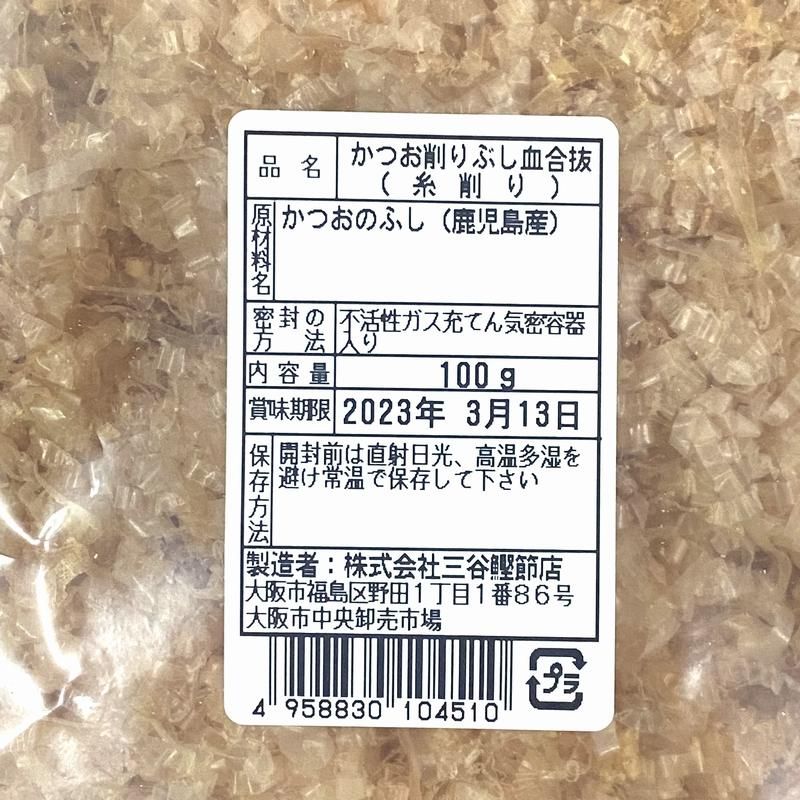 品名 かつお削りぶし血合抜
(糸削り)
原材料名 かつおのふし(鹿児島産)
密封の方法 不活性ガス充てん気密容器
入り
内容量 100g
賞味期限 2023年 3月13日
保存方法 開封前は直射日光、高温多湿を
避け常温で保存して下さい
製造者:株式会社三谷鰹節店
大阪市福島区野田1丁目1番86号
大阪市中央卸売市場
4 958830 104510
プラ